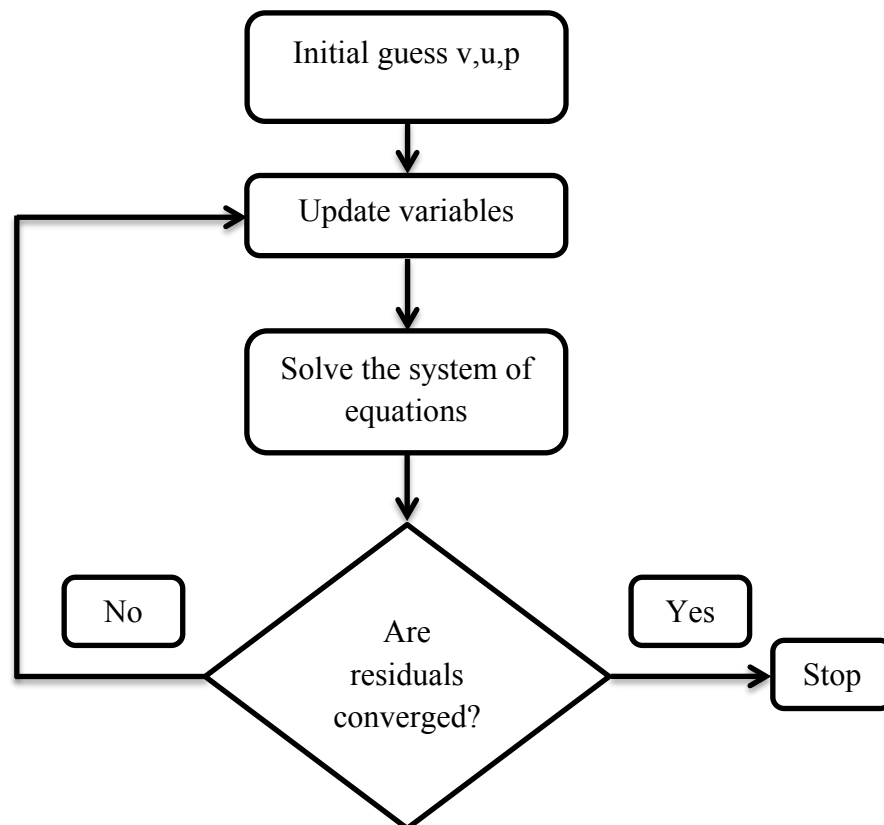 Initial guess v,u,p
Update variables
Solve the system of
equations
No
Yes
Are
residuals
converged?
Stop